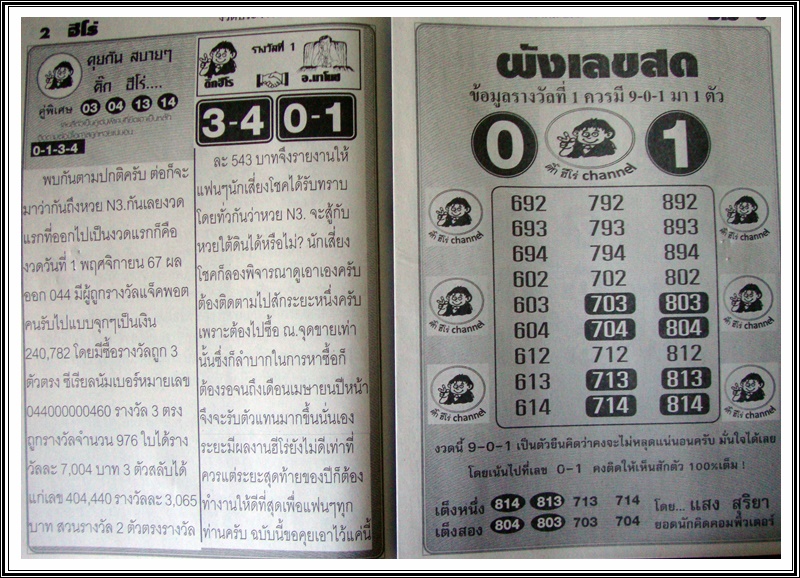 2 ฮีโร่
คุยกัน สบายๆ
ติ๊ก ฮีโร่....
คู่พิเศษ 03 04 13 14
0-1-3-4
รางวัลที่ 1
ติ๊กฮีโร่
อ.นาโนเซ
3-4 0-1
พบกันตามปกติครับ ต่อก็จะ
มาว่ากันถึงหวย N3.กันเลยงวด
แรกที่ออกไปเป็นงวดแรกก็คือ
งวดวันที่ 1 พฤศจิกายน 67 ผล
ออก 044 มีผู้ถูกรางวัลแจ็คพอต
คนรับไปแบบจุกๆเป็นเงิน
240,782 โดยมีซื้อรางวัลถูก 3
ตัวตรง ซีเรียลนัมเบอร์หมายเลข
044000000460 รางวัล 3 ตรง
ถูกรางวัลจำนวน 976 ใบได้ราง
วัลละ 7,004 บาท 3 ตัวสลับได้
แก่เลข 404,440 รางวัลละ 3,065
บาท สวนรางวัล 2 ตัวตรงรางวัล
ละ 543 บาทจึงรายงานให้
แฟนๆนักเสี่ยงโชคได้รับทราบ
โดยทั่วกันว่าหวย N3. จะสู้กับ
หวยใต้ดินได้หรือไม่? นักเสี่ยง
โชคก็ลองพิจารณาดูเอาเองครับ
ต้องติดตามไปสักระยะหนึ่งครับ
เพราะต้องไปซื้อ ณ.จุดขายเท่า
นั้นซึ่งก็ลำบากในการหาซื้อก็
ต้องรอจนถึงเดือนเมษายนปีหน้า
จึงจะรับตัวแทนมากขึ้นนั่นเอง
ระยะมีผลงานฮีโร่ยังไม่ดีเท่าที่
ควรแต่ระยะสุดท้ายของปีก็ต้อง
ทำงานให้ดีที่สุดเพื่อแฟนๆทุก
ท่านครับ ฉบับนี้ขอคุยเอาไว้แค่นี้
ผังเลขสด
ข้อมูลรางวัลที่ 1 ควรมี 9-0-1 มา 1 ตัว
0 ติ๊ก ฮีโร่ channel 1
692 792 892
693 793 893
694 794 894
602 702 802
603 703 803
604 704 804
612 712 812
613 713 813
614 714 814
ติ๊ก ฮีโร่ channel
ติ๊ก ฮีโร่ channel
ติ๊ก ฮีโร่ channel
ติ๊ก ฮีโร่ channel
ติ๊ก ฮีโร่ channel
ติ๊ก ฮีโร่ channel
งวดนี้ 9-0-1 เป็นตัวยืนคิดว่าคงจะไม่หลุดแน่นอนครับ มั่นใจได้เลย
โดยเน้นไปที่เลข 0-1 คงติดให้เห็นสักตัว 100%เต็ม !
เต็งหนึ่ง 814 813 713 714 โดย... แสง สุริยา
เต็งสอง 804 803 703 704 ยอดนักคิดคอมพิวเตอร์